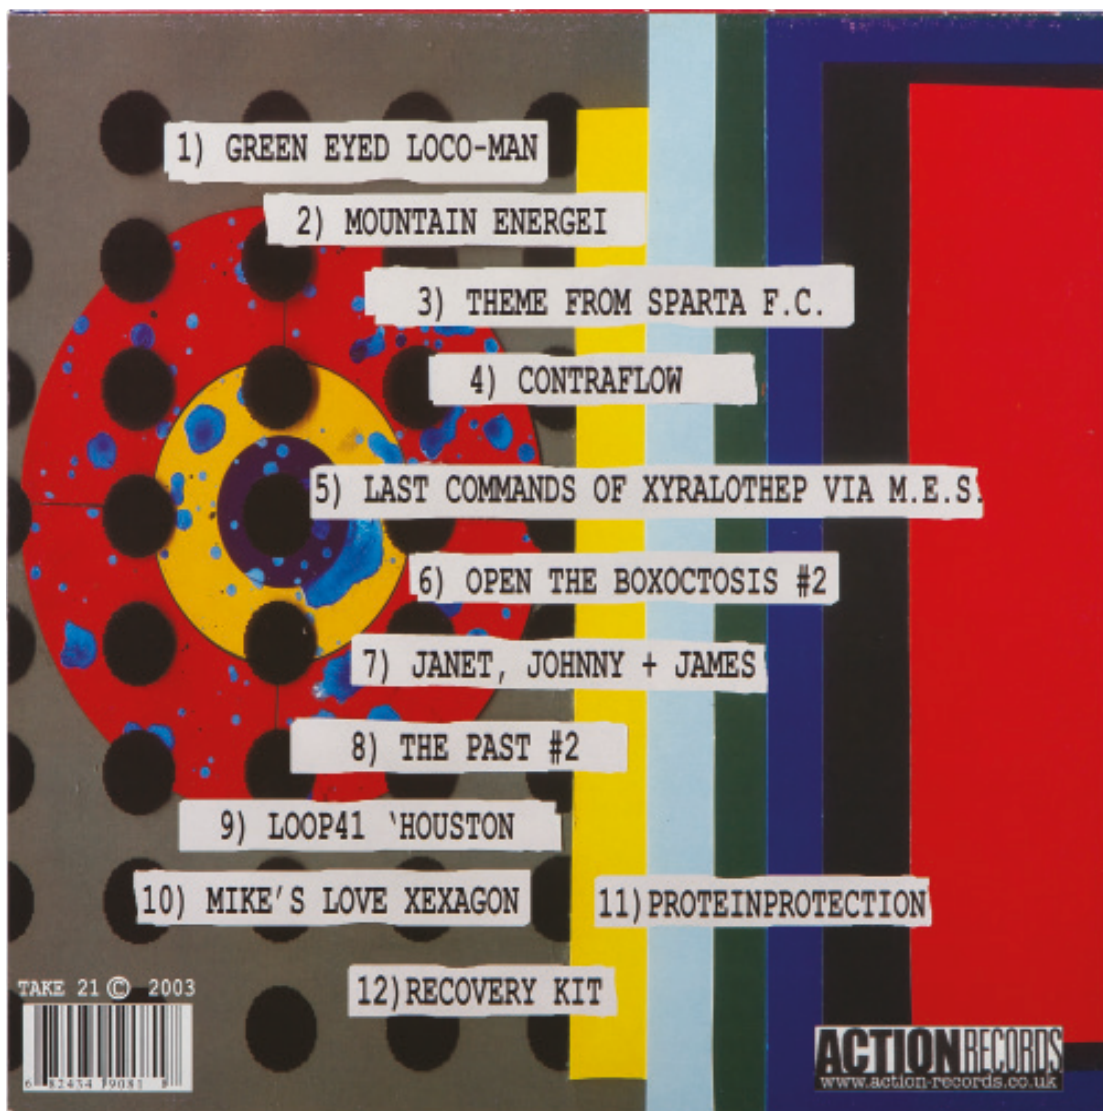 1) GREEN EYED LOCO-MAN
2) MOUNTAIN ENERGEI
3) THEME FROM SPARTA F.C.
4) CONTRAFLOW
5) LAST COMMANDS OF XYRALOTHEP VIA M.E.S.
6) OPEN THE BOXOCTOSIS #2
7) JANET, JOHNNY + JAMES
8) THE PAST #2
9) LOOP41 ‛HOUSTON
10) MIKE'S LOVE XEXAGON
11) PROTEINPROTECTION
12) RECOVERY KIT
TAKE 21 © 2003
ACTION RECORDS
www.action-records.co.uk